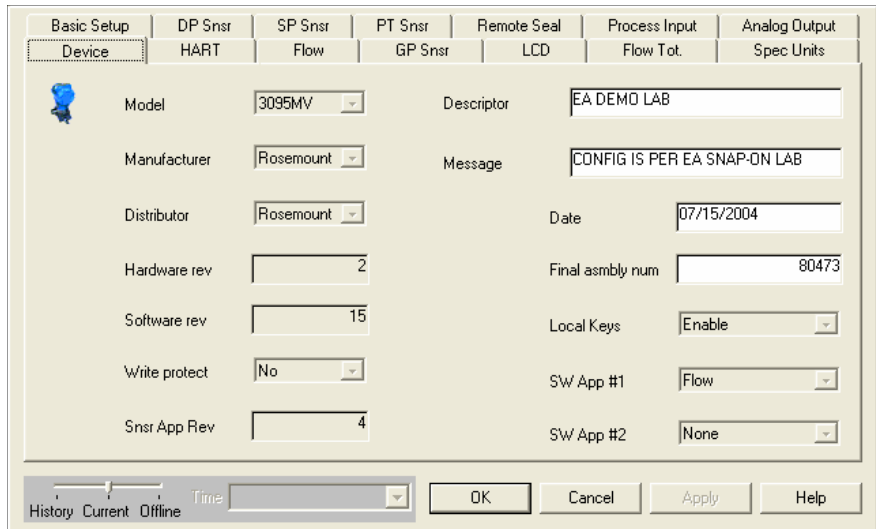 Basic Setup DP Snsr SP Snsr PT Snsr Remote Seal Process Input Analog Output
Device HART Flow GP Snsr LCD Flow Tot. Spec Units
Model 3095MV Descriptor EA DEMO LAB
Manufacturer Rosemount Message CONFIG IS PER EA SNAP-ON LAB
Distributor Rosemount Date 07/15/2004
Hardware rev 2 Final asmbly num 80473
Software rev 15 Local Keys Enable
Write protect No SW App #1 Flow
Snsr App Rev 4 SW App #2 None
History Current Offline Time OK Cancel Apply Help